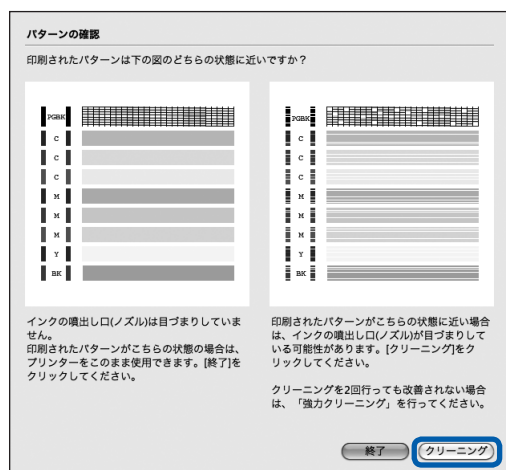 パターンの確認
印刷されたパターンは下の図のどちらの状態に近いですか？
PGBK
C
C
C
M
M
M
Y
BK
PGBK
C
C
C
M
M
M
Y
BK
インクの噴出し口(ノズル)は目づまりしていま
せん。
印刷されたパターンがこちらの状態の場合は、
プリンターをこのまま使用できます。[終了]を
クリックしてください。
印刷されたパターンがこちらの状態に近い場合
は、インクの噴出し口(ノズル)が目づまりして
いる可能性があります。[クリーニング]をク
リックしてください。
クリーニングを2回行っても改善されない場合
は、「強力クリーニング」を行ってください。
終了
クリーニング